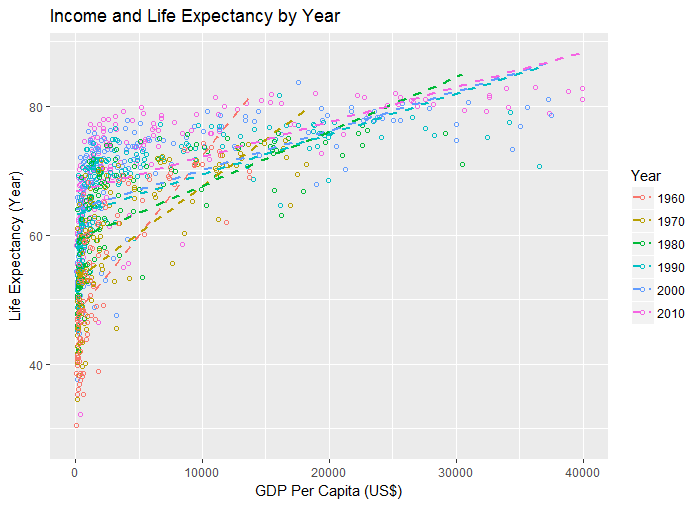 Income and Life Expectancy by Year
Life Expectancy (Year)
80
60
40
0 10000 20000 30000 40000
GDP Per Capita (US$)
Year
1960
1970
1980
1990
2000
2010